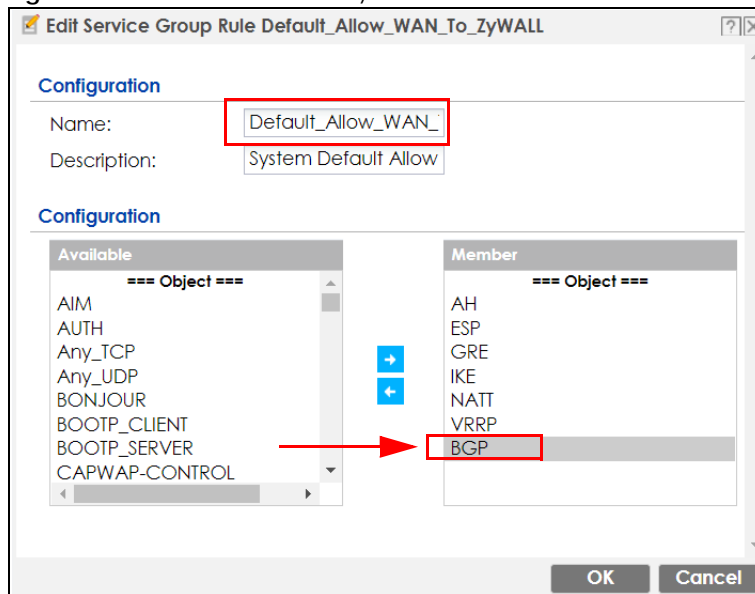 Edit Service Group Rule Default_Allow_WAN_To_ZyWALL
Configuration
Name: Default_Allow_WAN_
Description: System Default Allow
Configuration
Available
=== Object ===
AIM
AUTH
Any_TCP
Any_UDP
BONJOUR
BOOTP_CLIENT
BOOTP_SERVER
CAPWAP-CONTROL
Member
=== Object ===
AH
ESP
GRE
IKE
NATT
VRRP
BGP
OK Cancel